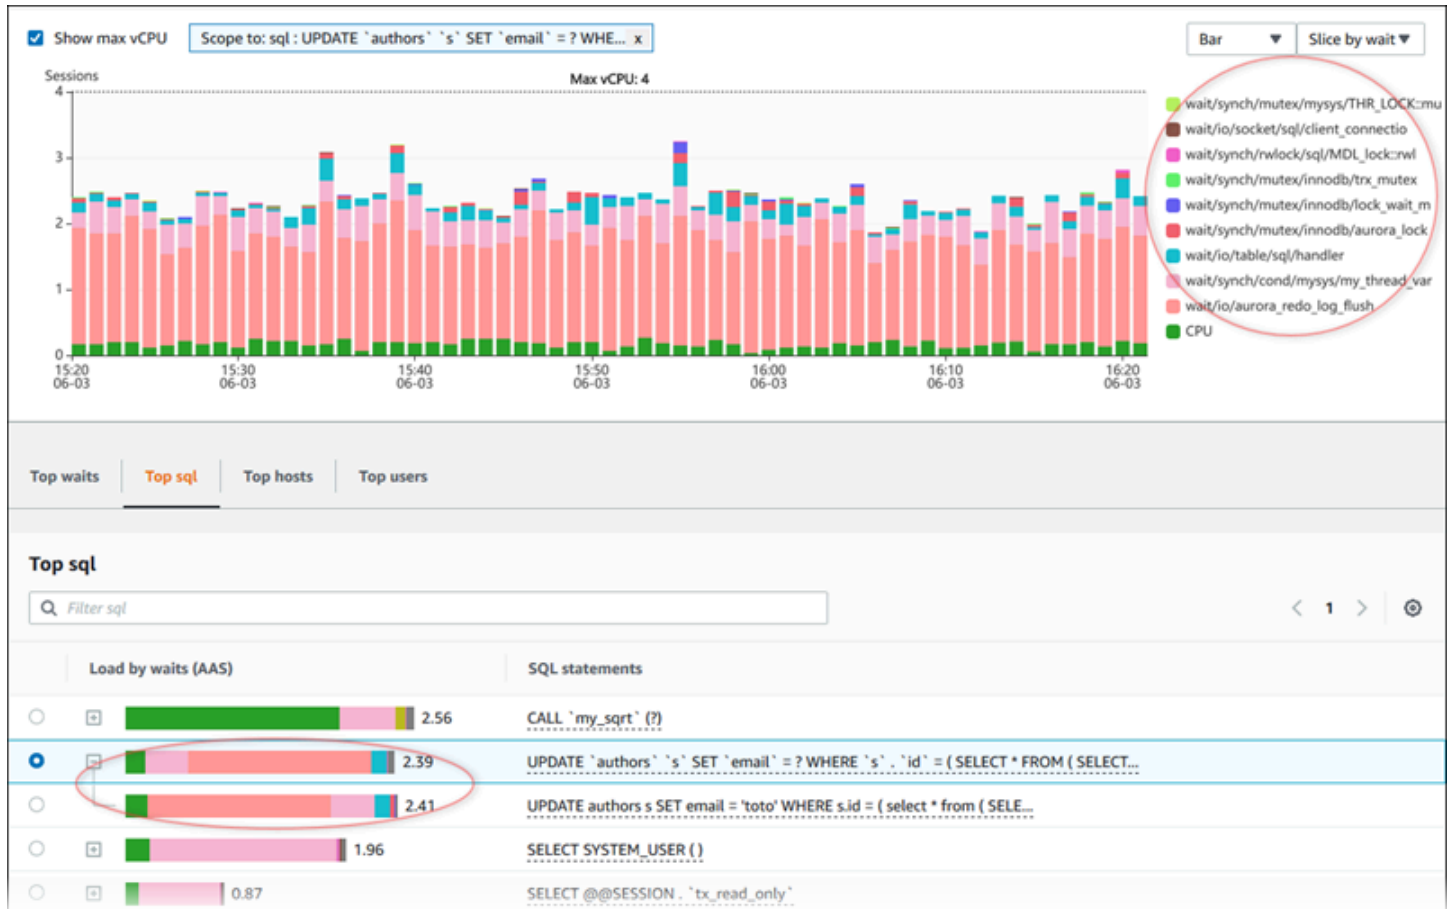 Show max vCPU
Scope to: sql : UPDATE `authors` `s` SET `email` = ? WHE... x
Bar
Slice by wait
Sessions
Max vCPU: 4
4
3
2
1
0
15:20
06-03
15:30
06-03
15:40
06-03
15:50
06-03
16:00
06-03
16:10
06-03
16:20
06-03
wait/synch/mutex/mysys/THR_LOCK::mu
wait/io/socket/sql/client_connectio
wait/synch/rwlock/sql/MDL_lock::rwl
wait/synch/mutex/innodb/trx_mutex
wait/synch/mutex/innodb/lock_wait_m
wait/synch/mutex/innodb/aurora_lock
wait/io/table/sql/handler
wait/synch/cond/mysys/my_thread_var
wait/io/aurora_redo_log_flush
CPU
Top waits
Top sql
Top hosts
Top users
Top sql
Filter sql
1
Load by waits (AAS)
SQL statements
2.56
CALL `my_sqrt` (?)
2.39
UPDATE `authors` `s` SET `email` = ? WHERE `s` . `id` = ( SELECT * FROM ( SELECT...
2.41
UPDATE authors s SET email = 'toto' WHERE s.id = ( select * from ( SELE...
1.96
SELECT SYSTEM_USER ( )
0.87
SELECT @@SESSION . `tx_read_only`